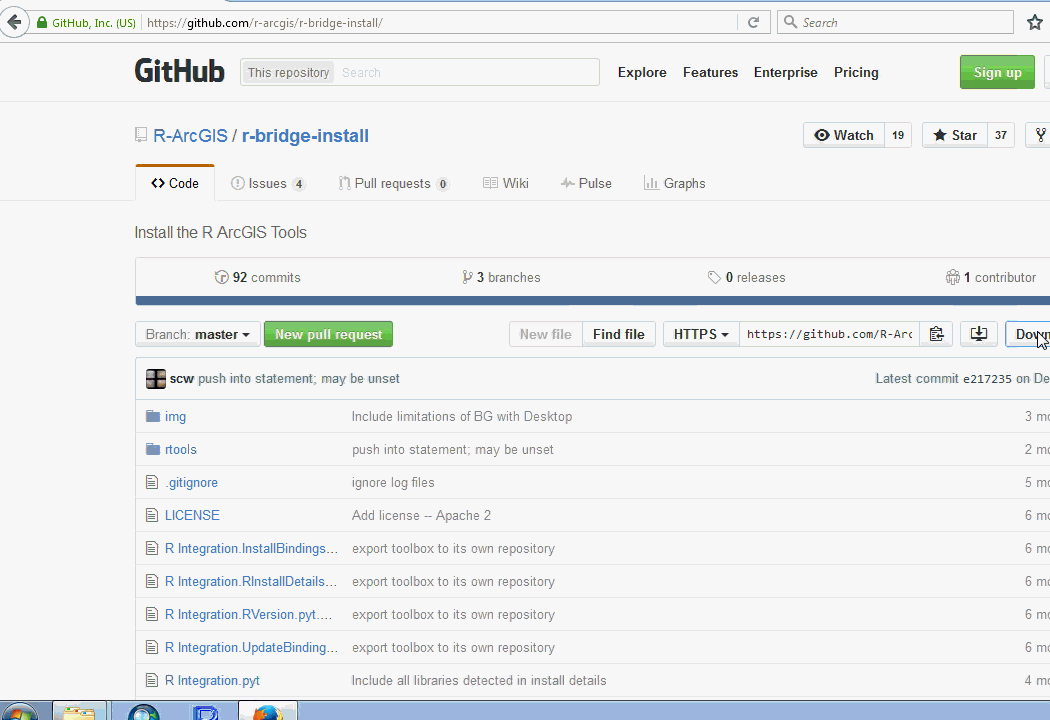 GitHub, Inc. (US) https://github.com/r-arcgis/r-bridge-install/ Search
GitHub This repository Search Explore Features Enterprise Pricing Sign up
R-ArcGIS / r-bridge-install Watch 19 Star 37
Code Issues 4 Pull requests 0 Wiki Pulse Graphs
Install the R ArcGIS Tools
92 commits 3 branches 0 releases 1 contributor
Branch: master New pull request New file Find file HTTPS https://github.com/R-Arc
scw push into statement; may be unset Latest commit e217235 on De
img Include limitations of BG with Desktop 3 mo
rtools push into statement; may be unset 2 mo
.gitignore ignore log files 5 mo
LICENSE Add license -- Apache 2 6 mo
R Integration.InstallBindings... export toolbox to its own repository 6 mo
R Integration.RInstallDetails... export toolbox to its own repository 6 mo
R Integration.RVersion.pyt.... export toolbox to its own repository 6 mo
R Integration.UpdateBinding... export toolbox to its own repository 6 mo
R Integration.pyt Include all libraries detected in install details 4 mo